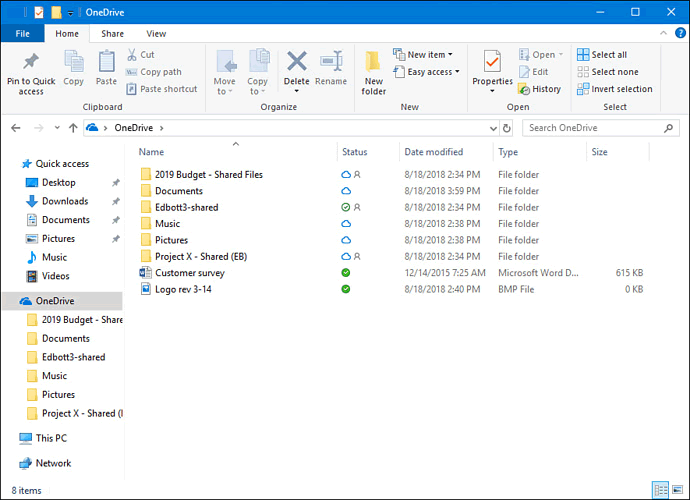 OneDrive
File Home Share View
Pin to Quick access
Copy
Paste
Cut
Copy path
Paste shortcut
Clipboard
Move to
Copy to
Delete
Rename
Organize
New folder
New item
Easy access
New
Properties
Open
Edit
History
Open
Select all
Select none
Invert selection
Select
OneDrive
Search OneDrive
Quick access
Desktop
Downloads
Documents
Pictures
Music
Videos
OneDrive
2019 Budget - Share
Documents
Edbott3-shared
Music
Pictures
Project X - Shared (
This PC
Network
Name Status Date modified Type Size
2019 Budget - Shared Files 8/18/2018 2:34 PM File folder
Documents 8/18/2018 3:59 PM File folder
Edbott3-shared 8/18/2018 2:34 PM File folder
Music 8/18/2018 2:38 PM File folder
Pictures 8/18/2018 2:38 PM File folder
Project X - Shared (EB) 8/18/2018 2:34 PM File folder
Customer survey 12/14/2015 7:25 AM Microsoft Word D... 615 KB
Logo rev 3-14 8/18/2018 2:40 PM BMP File 0 KB
8 items